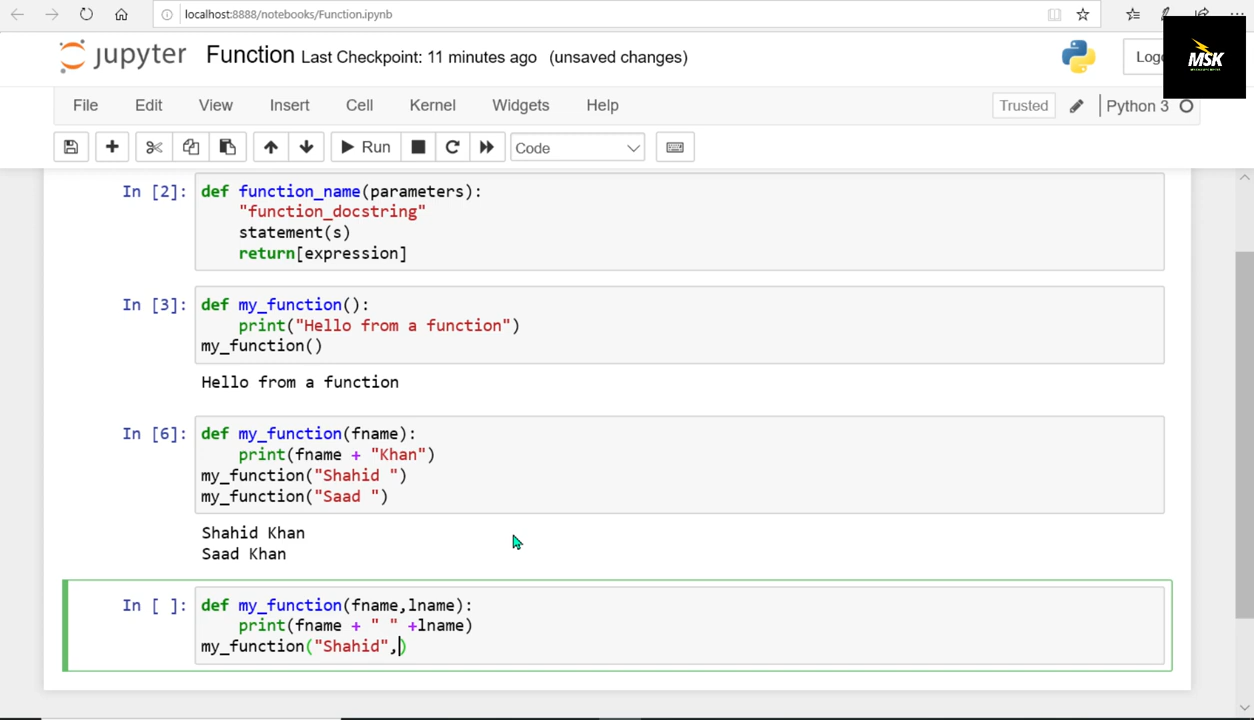 localhost:8888/notebooks/Function.ipynb
jupyter Function Last Checkpoint: 11 minutes ago (unsaved changes)
MSK
File Edit View Insert Cell Kernel Widgets Help Trusted Python 3
Run Code
In [2]: def function_name(parameters):
"function_docstring"
statement(s)
return[expression]
In [3]: def my_function():
print("Hello from a function")
my_function()
Hello from a function
In [6]: def my_function(fname):
print(fname + "Khan")
my_function("Shahid ")
my_function("Saad ")
Shahid Khan
Saad Khan
In [ ]: def my_function(fname,lname):
print(fname + " " +lname)
my_function("Shahid",)